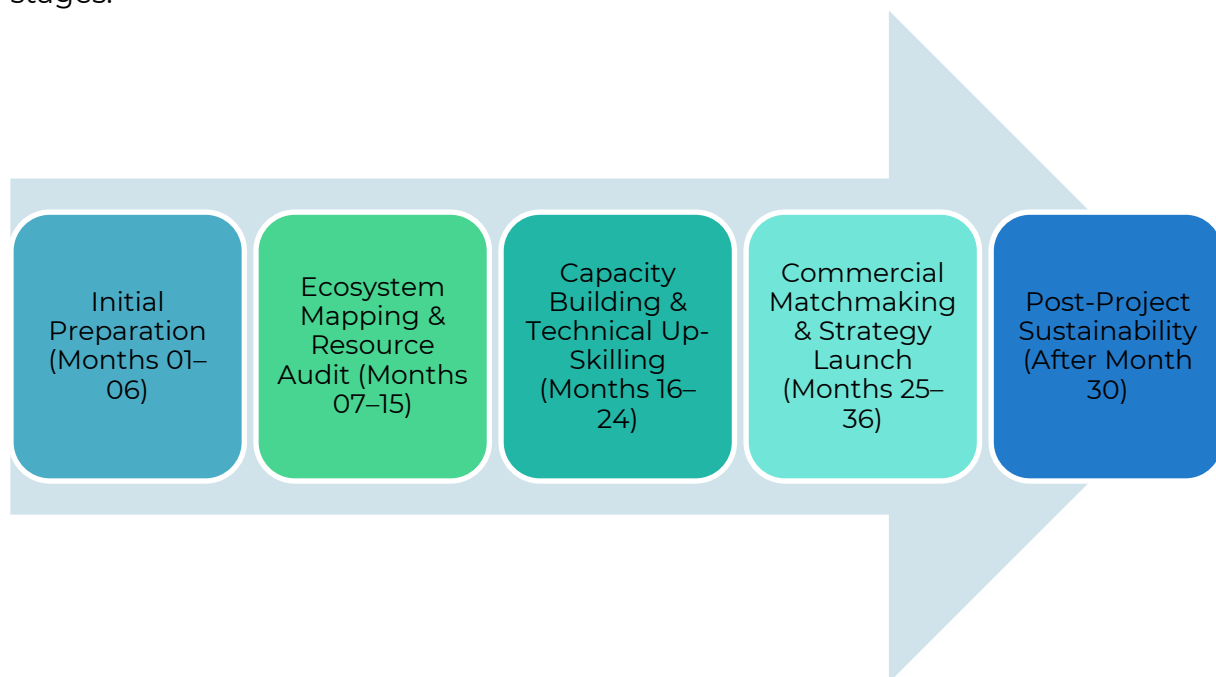 stages.
Initial
Preparation
(Months 01–
06)
Ecosystem
Mapping &
Resource
Audit (Months
07–15)
Capacity
Building &
Technical Up-
Skilling
(Months 16–
24)
Commercial
Matchmaking
& Strategy
Launch
(Months 25–
36)
Post-Project
Sustainability
(After Month
30)